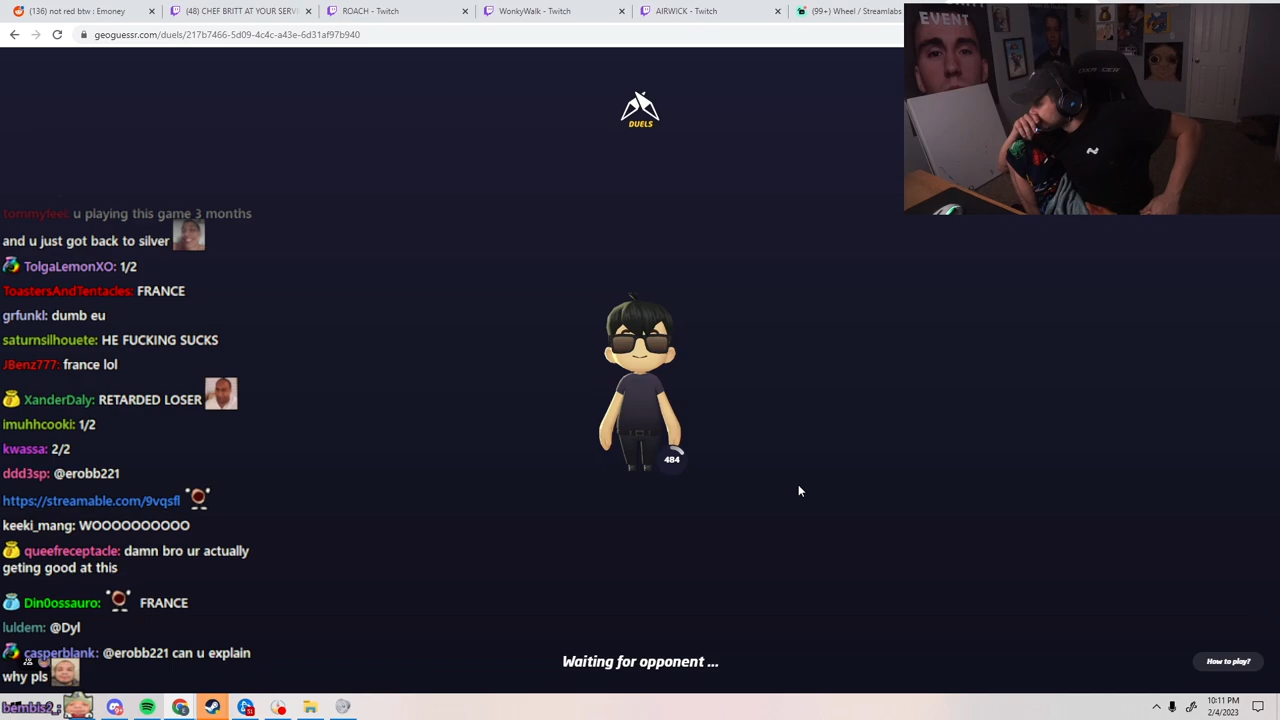 (136) not red btw : Emoney
(48) CHEF BRITT AT YOUR SERV
ROACH - Twitch
WonkyWalk - Twitch
AIRWICK - Twitch
(99+) Wheel / Streamlabs
geoguessr.com/duels/217b7466-3d09-4c4c-a43e-6d31af97b940
EVENT
DUELS
tommyfeet: u playing this game 3 months
and u just got back to silver
TolgaLemonXO: 1/2
ToastersAndTentacles: FRANCE
grfunkl: dumb eu
saturnsilhouete: HE FUCKING SUCKS
JBenz777: france lol
XanderDaly: RETARDED LOSER
imuhhcooki: 1/2
kwassa: 2/2
ddd3sp: @erobb221
https://streamable.com/9vqsfl
keeki_mang: WOOOOOOOOOO
queefreceptacle: damn bro ur actually
geting good at this
Din0ossauro: FRANCE
luldem: @Dyl
casperblank: @erobb221 can u explain
why pls
bembis2_:
484
Waiting for opponent ...
How to play?
10:11 PM
2/4/2023